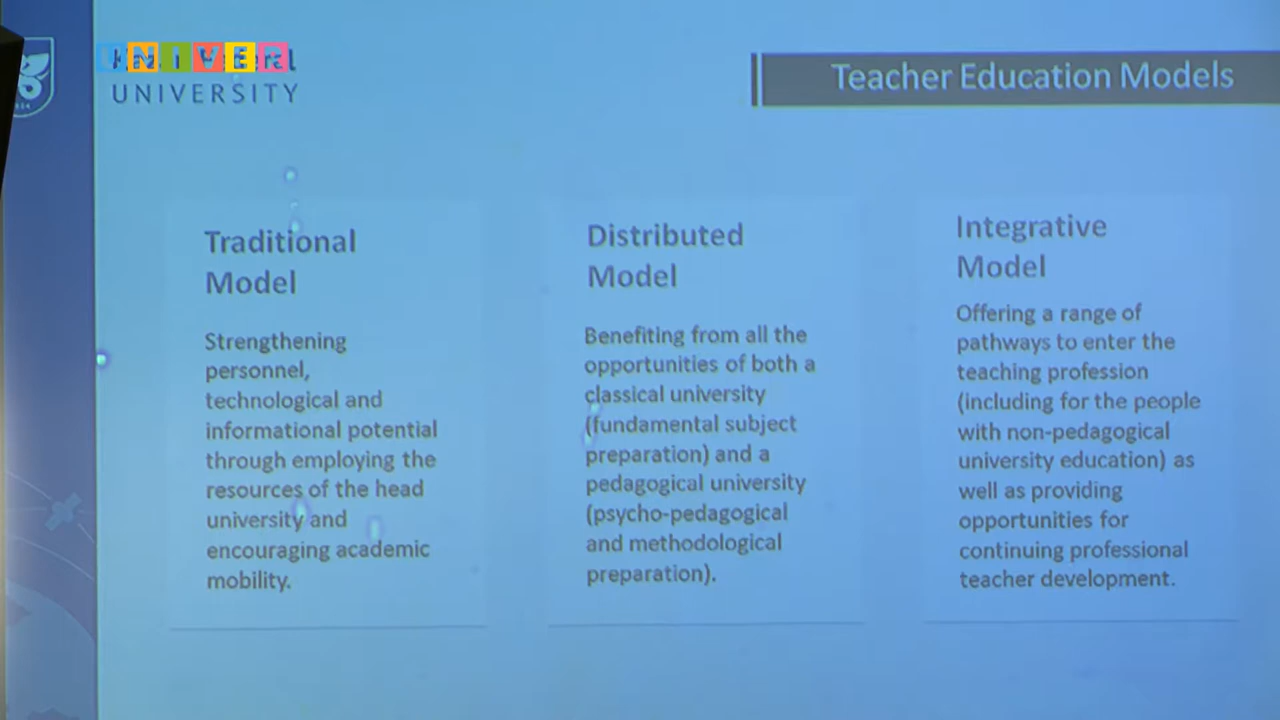 UNIVER
UNIVERSITY
Teacher Education Models
Traditional
Model
Strengthening
personnel,
technological and
informational potential
through employing the
resources of the head
university and
encouraging academic
mobility.
Distributed
Model
Benefiting from all the
opportunities of both a
classical university
(fundamental subject
preparation) and a
pedagogical university
(psycho-pedagogical
and methodological
preparation).
Integrative
Model
Offering a range of
pathways to enter the
teaching profession
(including for the people
with non-pedagogical
university education) as
well as providing
opportunities for
continuing professional
teacher development.